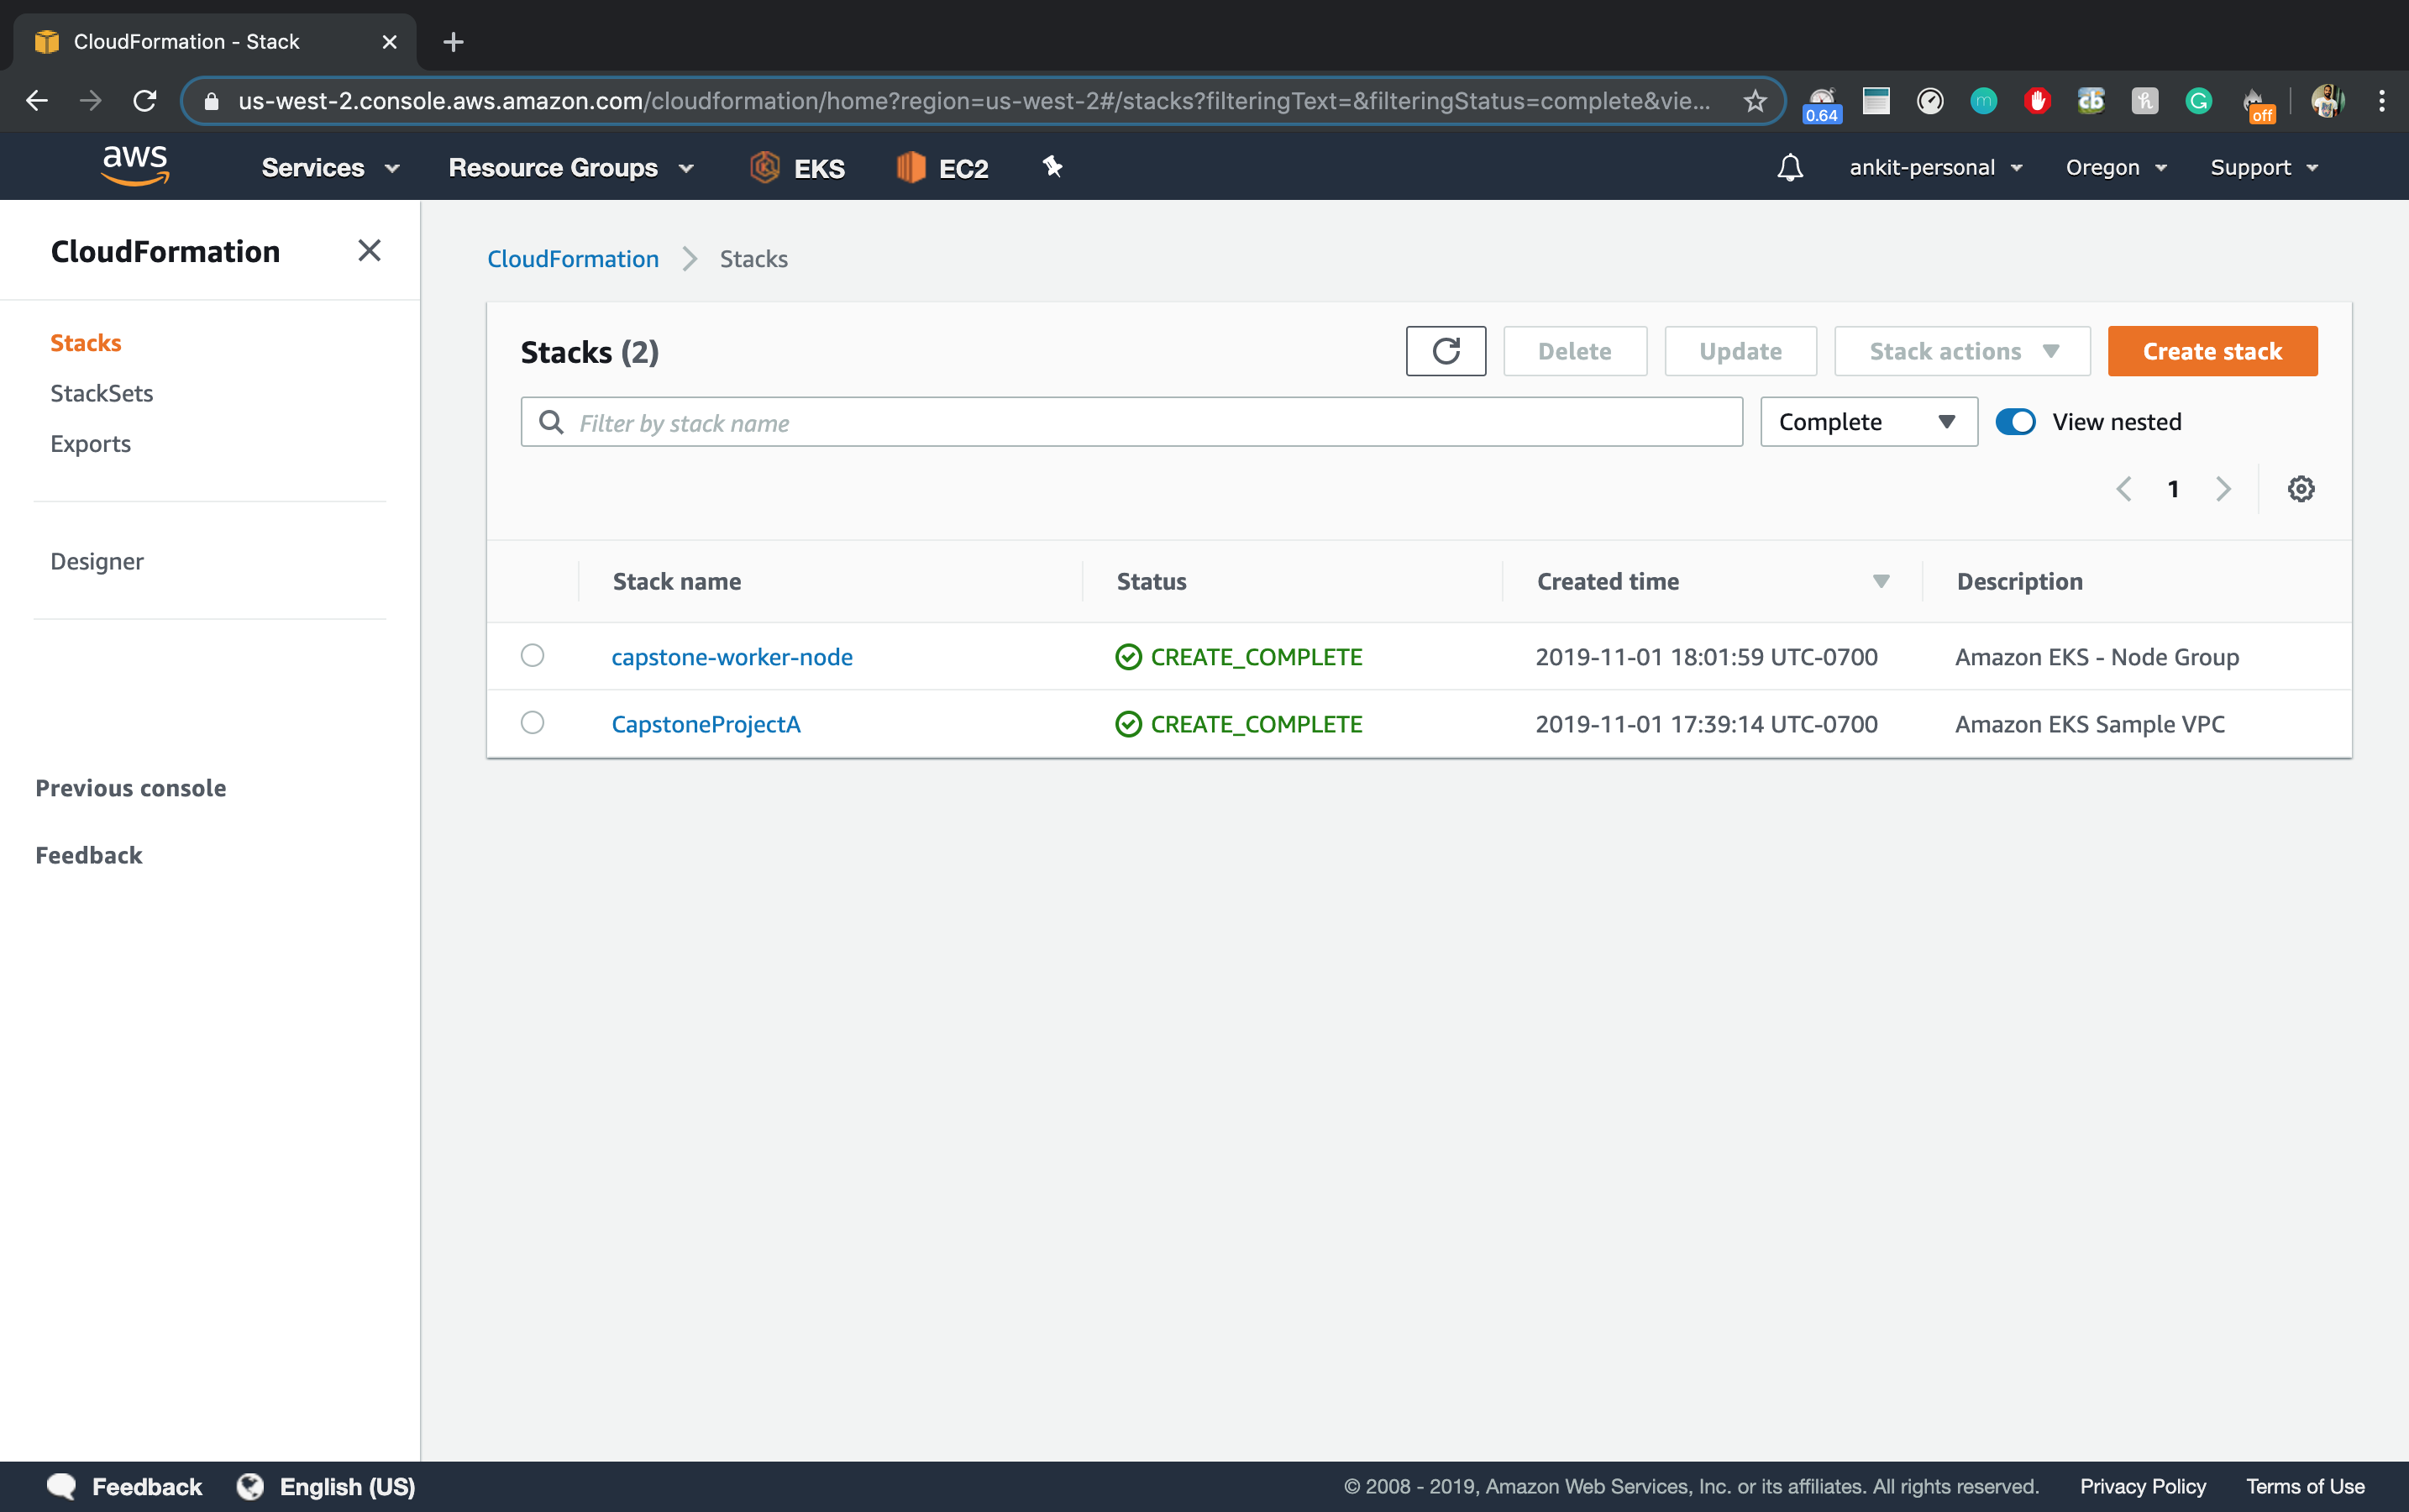 CloudFormation - Stack
us-west-2.console.aws.amazon.com/cloudformation/home?region=us-west-2#/stacks?filteringText=&filteringStatus=complete&vie...
0.64
m
cb
h
G
off
aws
Services
Resource Groups
EKS
EC2
ankit-personal
Oregon
Support
CloudFormation
Stacks
StackSets
Exports
Designer
Previous console
Feedback
CloudFormation
Stacks
Stacks (2)
Delete
Update
Stack actions
Create stack
Filter by stack name
Complete
View nested
1
Stack name Status Created time Description
capstone-worker-node CREATE_COMPLETE 2019-11-01 18:01:59 UTC-0700 Amazon EKS - Node Group
CapstoneProjectA CREATE_COMPLETE 2019-11-01 17:39:14 UTC-0700 Amazon EKS Sample VPC
Feedback
English (US)
© 2008 - 2019, Amazon Web Services, Inc. or its affiliates. All rights reserved.
Privacy Policy
Terms of Use